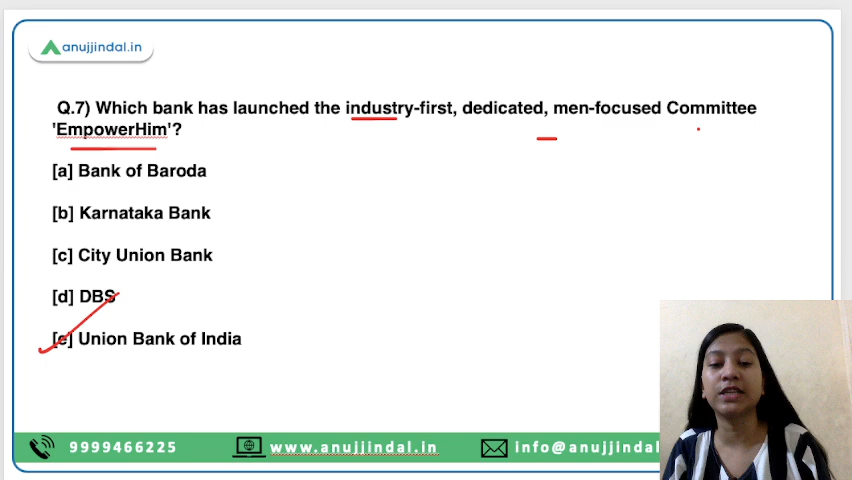 anujjindal.in
Q.7) Which bank has launched the industry-first, dedicated, men-focused Committee
'EmpowerHim'?
[a] Bank of Baroda
[b] Karnataka Bank
[c] City Union Bank
[d] DBS
[e] Union Bank of India
9999466225 www.anujjindal.in info@anujjindal